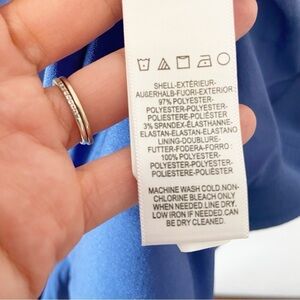 SHELL-EXTÉRIEUR-
AUßERHALB-FUORI-EXTERIOR:
97% POLYESTER-
POLYESTER-POLYESTER-
POLIESTERE-POLIÉSTER
3% SPANDEX-ÉLASTHANNE-
ELASTAN-ELASTAN-ELASTANO
LINING-DOUBLURE-
FUTTER-FODERA-FORRO:
100% POLYESTER-
POLYESTER-POLYESTER-
POLIESTERE-POLIÉSTER
MACHINE WASH COLD.NON-
CHLORINE BLEACH ONLY
WHEN NEEDED.LINE DRY.
LOW IRON IF NEEDED.CAN
BE DRY CLEANED.